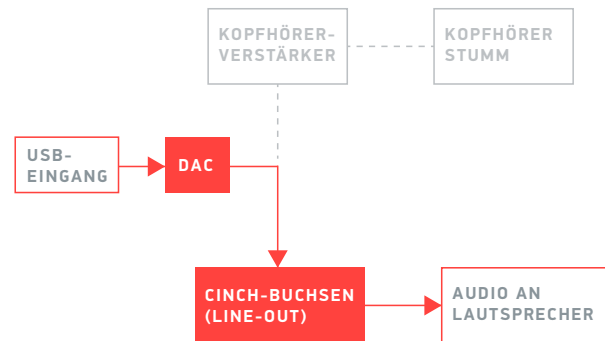 KOPFHÖRER-
VERSTÄRKER
KOPFHÖRER
STUMM
USB-
EINGANG
DAC
CINCH-BUCHSEN
(LINE-OUT)
AUDIO AN
LAUTSPRECHER